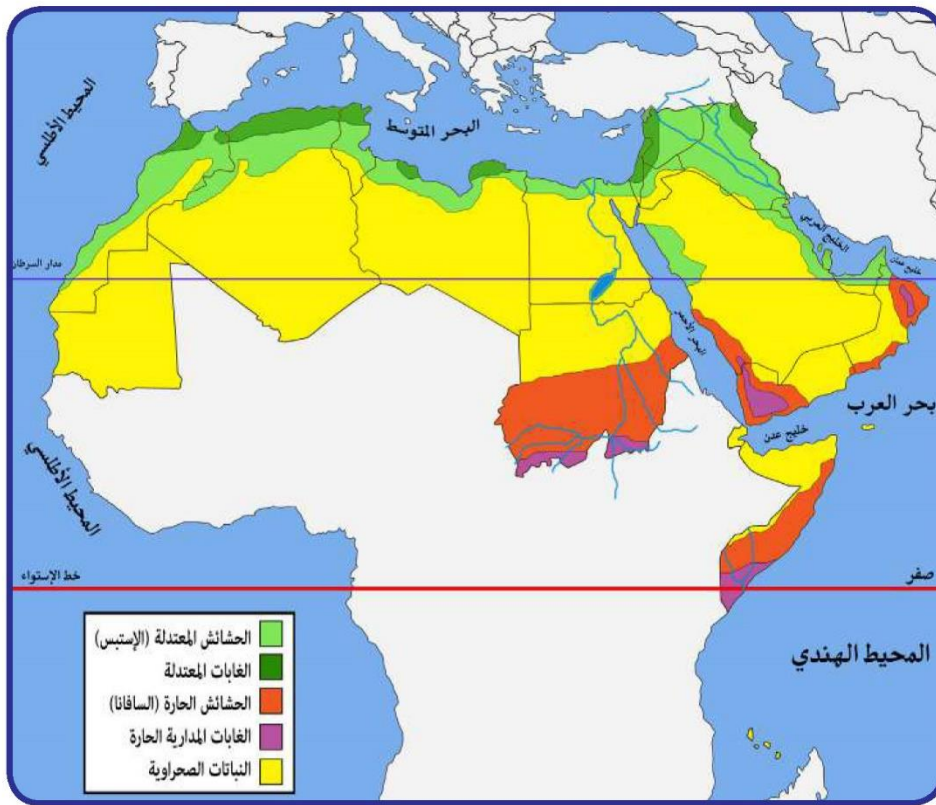 المحيط الأطلسي
البحر المتوسط
الخليج العربي
خليج عمان
مدار السرطان
البحر الأحمر
بحر العرب
خليج عدن
المحيط الأطلسي
خط الإستواء
صفر
المحيط الهندي
الحشائش المعتدلة (الإستبس)
الغابات المعتدلة
الحشائش الحارة (السافانا)
الغابات المدارية الحارة
النباتات الصحراوية